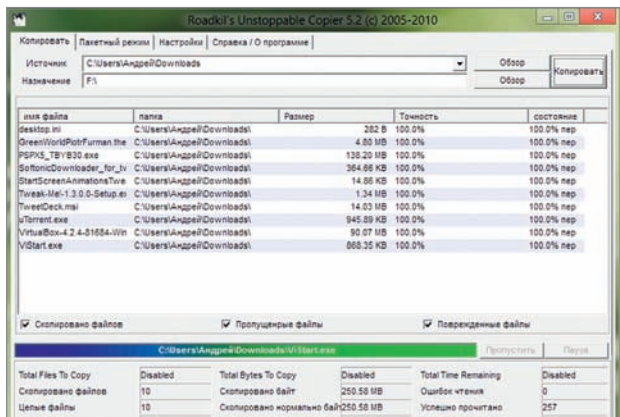 Roadkil's Unstoppable Copier 5.2 (c) 2005-2010
Копировать Пакетный режим Настройки Справка / О программе
Источник C:\Users\Андрей\Downloads Обзор Копировать
Назначение F:\ Обзор
имя файла папка Размер Точность состояние
desktop.ini C:\Users\Андрей\Downloads\ 282 B 100.0% 100.0% пер
GreenWorldPiotrFurman.the C:\Users\Андрей\Downloads\ 4.80 MB 100.0% 100.0% пер
PSPX5_TBYB30.exe C:\Users\Андрей\Downloads\ 138.20 MB 100.0% 100.0% пер
SoftonicDownloader_for_tv C:\Users\Андрей\Downloads\ 364.66 KB 100.0% 100.0% пер
StartScreenAnimationsTwe C:\Users\Андрей\Downloads\ 14.86 KB 100.0% 100.0% пер
Tweak-Me!-1.3.0.0-Setup.ex C:\Users\Андрей\Downloads\ 1.34 MB 100.0% 100.0% пер
TweetDeck.msi C:\Users\Андрей\Downloads\ 14.03 MB 100.0% 100.0% пер
uTorrent.exe C:\Users\Андрей\Downloads\ 945.89 KB 100.0% 100.0% пер
VirtualBox-4.2.4-81684-Win C:\Users\Андрей\Downloads\ 90.07 MB 100.0% 100.0% пер
ViStart.exe C:\Users\Андрей\Downloads\ 868.35 KB 100.0% 100.0% пер
Скопировано файлов Пропущенрые файлы Поврежденные файлы
C:\Users\Андрей\Downloads\ViStart.exe Пропустить Пауза
Total Files To Copy Disabled Total Bytes To Copy Disabled Total Time Remaining Disabled
Скопировано файлов 10 Скопировано байт 250.58 MB Ошибок чтения 0
Целые файлы 10 Скопировано нормально байт 250.58 MB Успешно прочитано 257